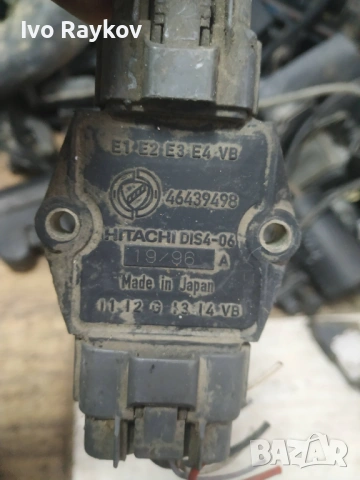 Ivo Raykov
E1 E2 E3 E4 VB
46439498
HITACHI DIS4-06
19/96 A
Made in Japan
I1 I2 G I3 I4 VB
BAZAR